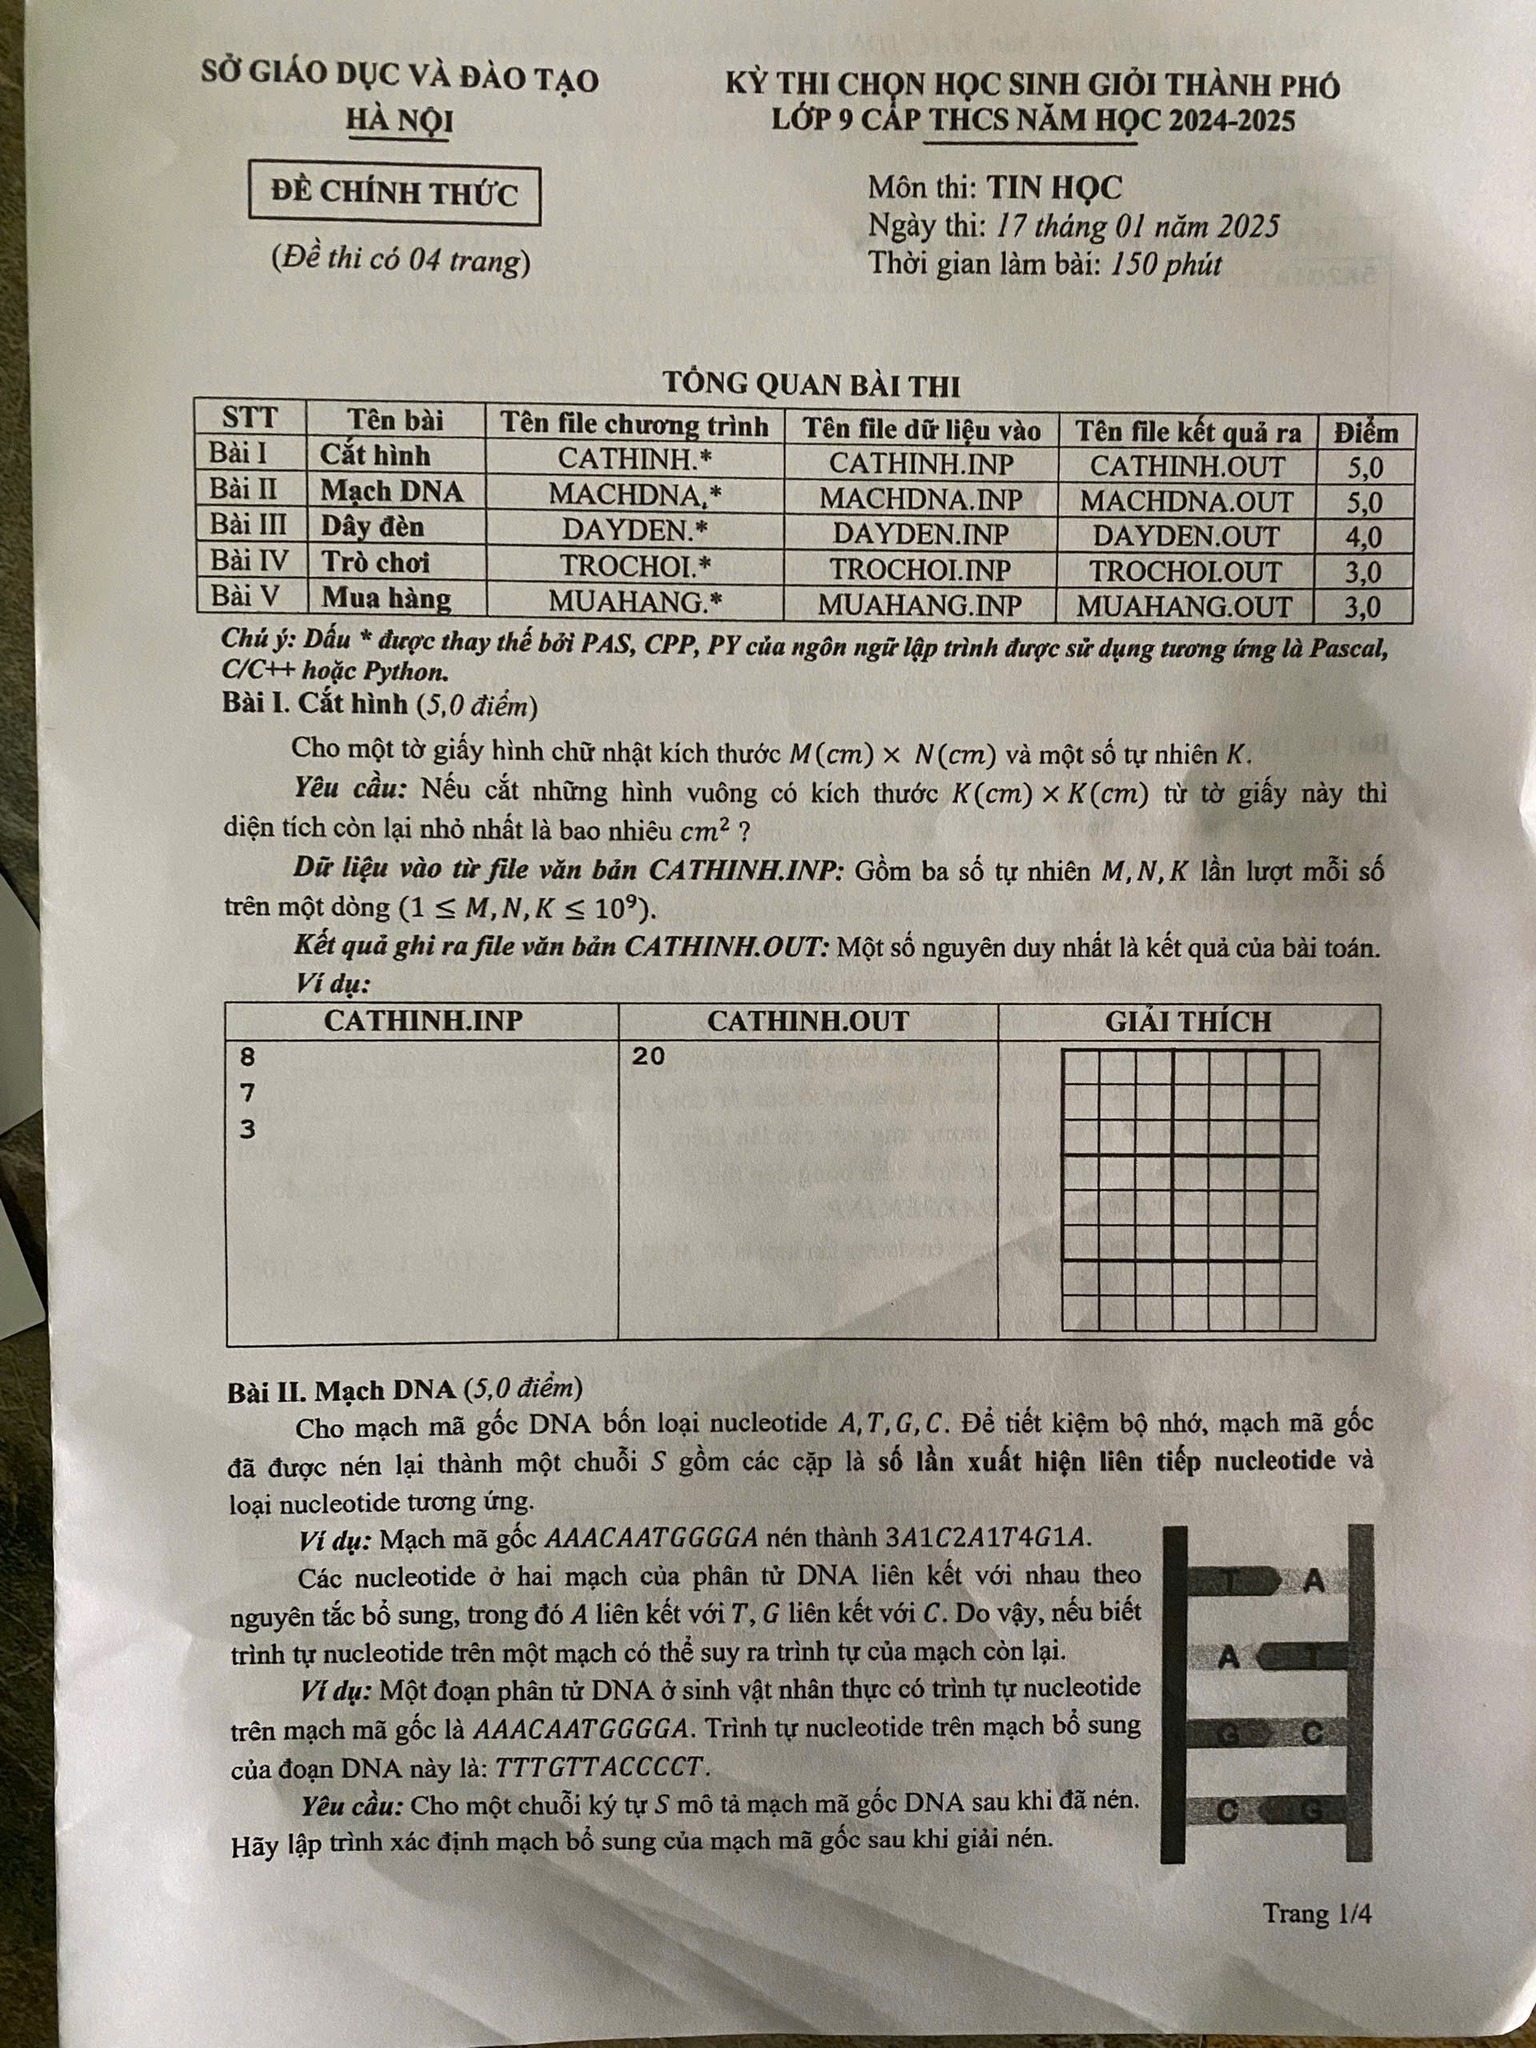 SỞ GIÁO DỤC VÀ ĐÀO TẠO
HÀ NỘI
ĐỀ CHÍNH THỨC
(Đề thi có 04 trang)
KỲ THI CHỌN HỌC SINH GIỎI THÀNH PHỐ
LỚP 9 CẤP THCS NĂM HỌC 2024-2025
Môn thi: TIN HỌC
Ngày thi: 17 tháng 01 năm 2025
Thời gian làm bài: 150 phút
TỔNG QUAN BÀI THI
STT Tên bài Tên file chương trình Tên file dữ liệu vào Tên file kết quả ra Điểm
Bài I Cắt hình CATHINH.* CATHINH.INP CATHINH.OUT 5,0
Bài II Mạch DNA MACHDNA.* MACHDNA.INP MACHDNA.OUT 5,0
Bài III Dây đèn DAYDEN.* DAYDEN.INP DAYDEN.OUT 4,0
Bài IV Trò chơi TROCHOI.* TROCHOI.INP TROCHOI.OUT 3,0
Bài V Mua hàng MUAHANG.* MUAHANG.INP MUAHANG.OUT 3,0
Chú ý: Dấu * được thay thế bởi PAS, CPP, PY của ngôn ngữ lập trình được sử dụng tương ứng là Pascal,
C/C++ hoặc Python.
Bài I. Cắt hình (5,0 điểm)
Cho một tờ giấy hình chữ nhật kích thước M(cm) × N(cm) và một số tự nhiên K.
Yêu cầu: Nếu cắt những hình vuông có kích thước K(cm) × K(cm) từ tờ giấy này thì
diện tích còn lại nhỏ nhất là bao nhiêu cm² ?
Dữ liệu vào từ file văn bản CATHINH.INP: Gồm ba số tự nhiên M, N, K lần lượt mỗi số
trên một dòng (1 ≤ M, N, K ≤ 10⁹).
Kết quả ghi ra file văn bản CATHINH.OUT: Một số nguyên duy nhất là kết quả của bài toán.
Ví dụ:
CATHINH.INP CATHINH.OUT GIẢI THÍCH
8 20
7
3
Bài II. Mạch DNA (5,0 điểm)
Cho mạch mã gốc DNA bốn loại nucleotide A, T, G, C. Để tiết kiệm bộ nhớ, mạch mã gốc
đã được nén lại thành một chuỗi S gồm các cặp là số lần xuất hiện liên tiếp nucleotide và
loại nucleotide tương ứng.
Ví dụ: Mạch mã gốc AAACAATGGGGA nén thành 3A1C2A1T4G1A.
Các nucleotide ở hai mạch của phân tử DNA liên kết với nhau theo
nguyên tắc bổ sung, trong đó A liên kết với T, G liên kết với C. Do vậy, nếu biết
trình tự nucleotide trên một mạch có thể suy ra trình tự của mạch còn lại.
Ví dụ: Một đoạn phân tử DNA ở sinh vật nhân thực có trình tự nucleotide
trên mạch mã gốc là AAACAATGGGGA. Trình tự nucleotide trên mạch bổ sung
của đoạn DNA này là: TTTGTTACCCCT.
Yêu cầu: Cho một chuỗi ký tự S mô tả mạch mã gốc DNA sau khi đã nén.
Hãy lập trình xác định mạch bổ sung của mạch mã gốc sau khi giải nén.
T A
A T
G C
C G
Trang 1/4